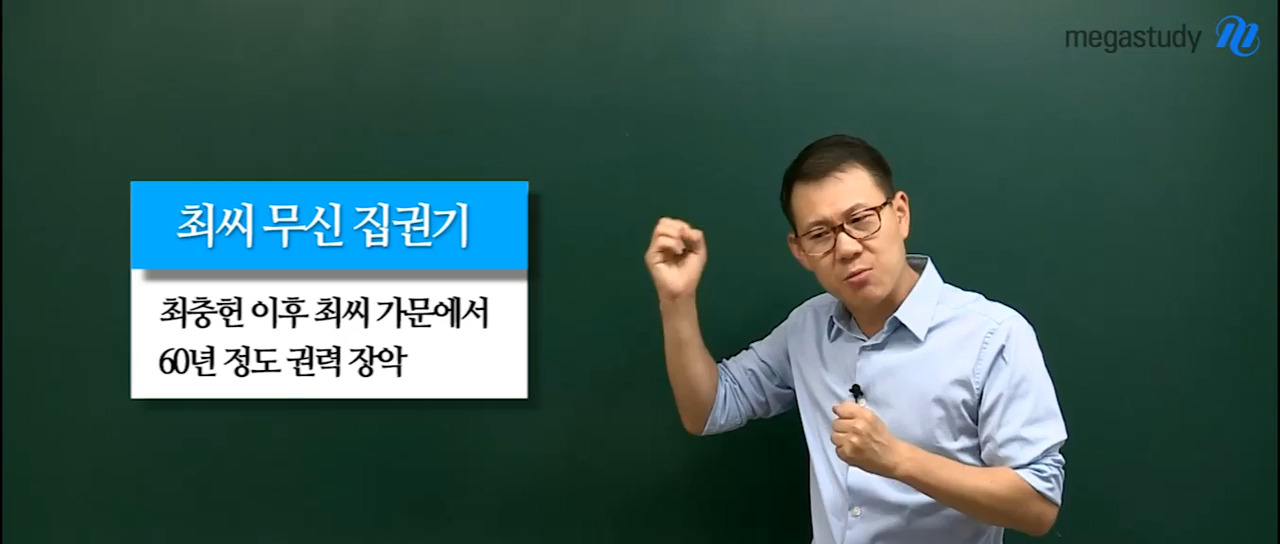 megastudy
최씨 무신 집권기
최충헌 이후 최씨 가문에서
60년 정도 권력 장악